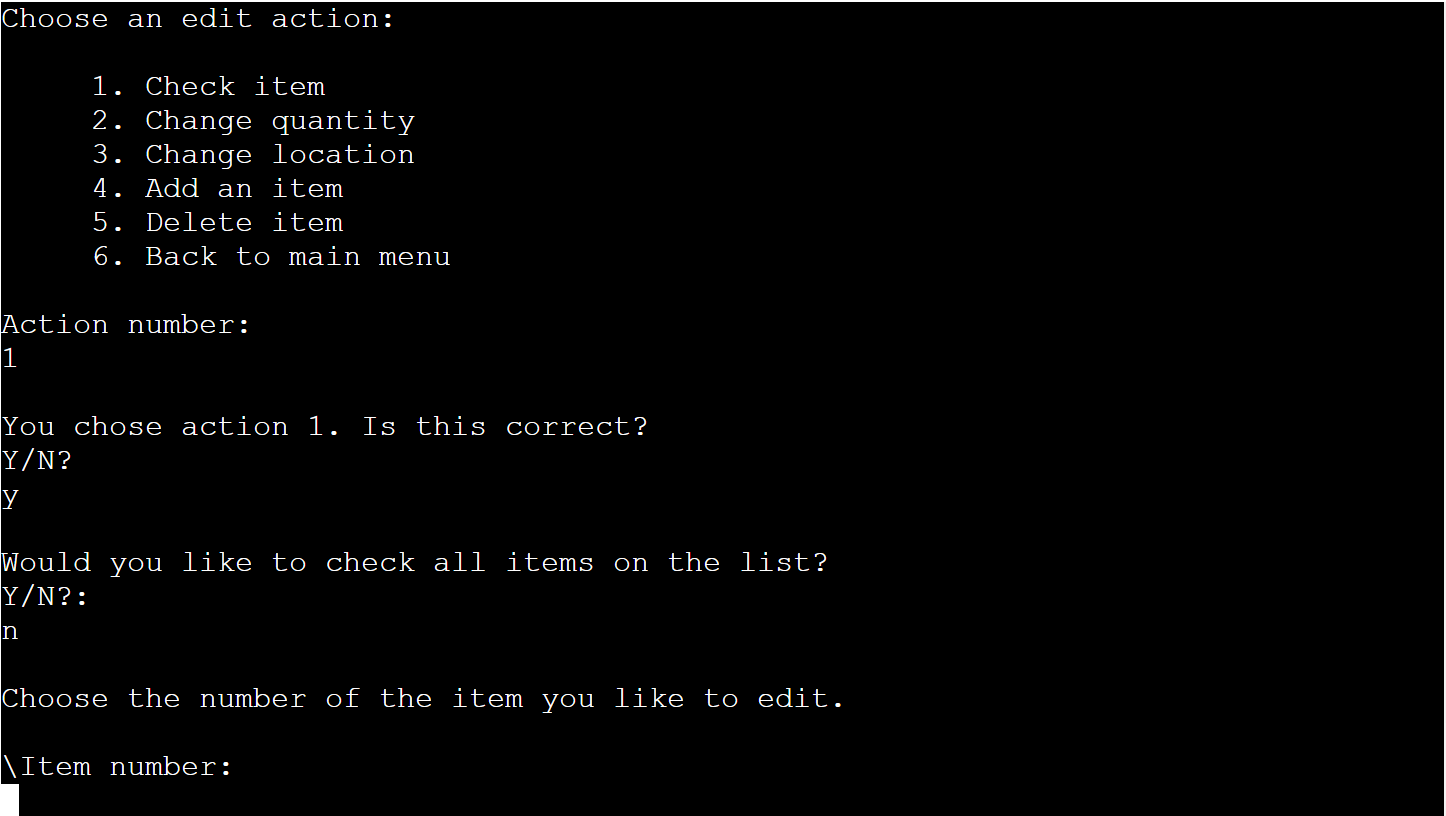 Choose an edit action:
1. Check item
2. Change quantity
3. Change location
4. Add an item
5. Delete item
6. Back to main menu
Action number:
1
You chose action 1. Is this correct?
Y/N?
y
Would you like to check all items on the list?
Y/N?:
n
Choose the number of the item you like to edit.
\Item number: